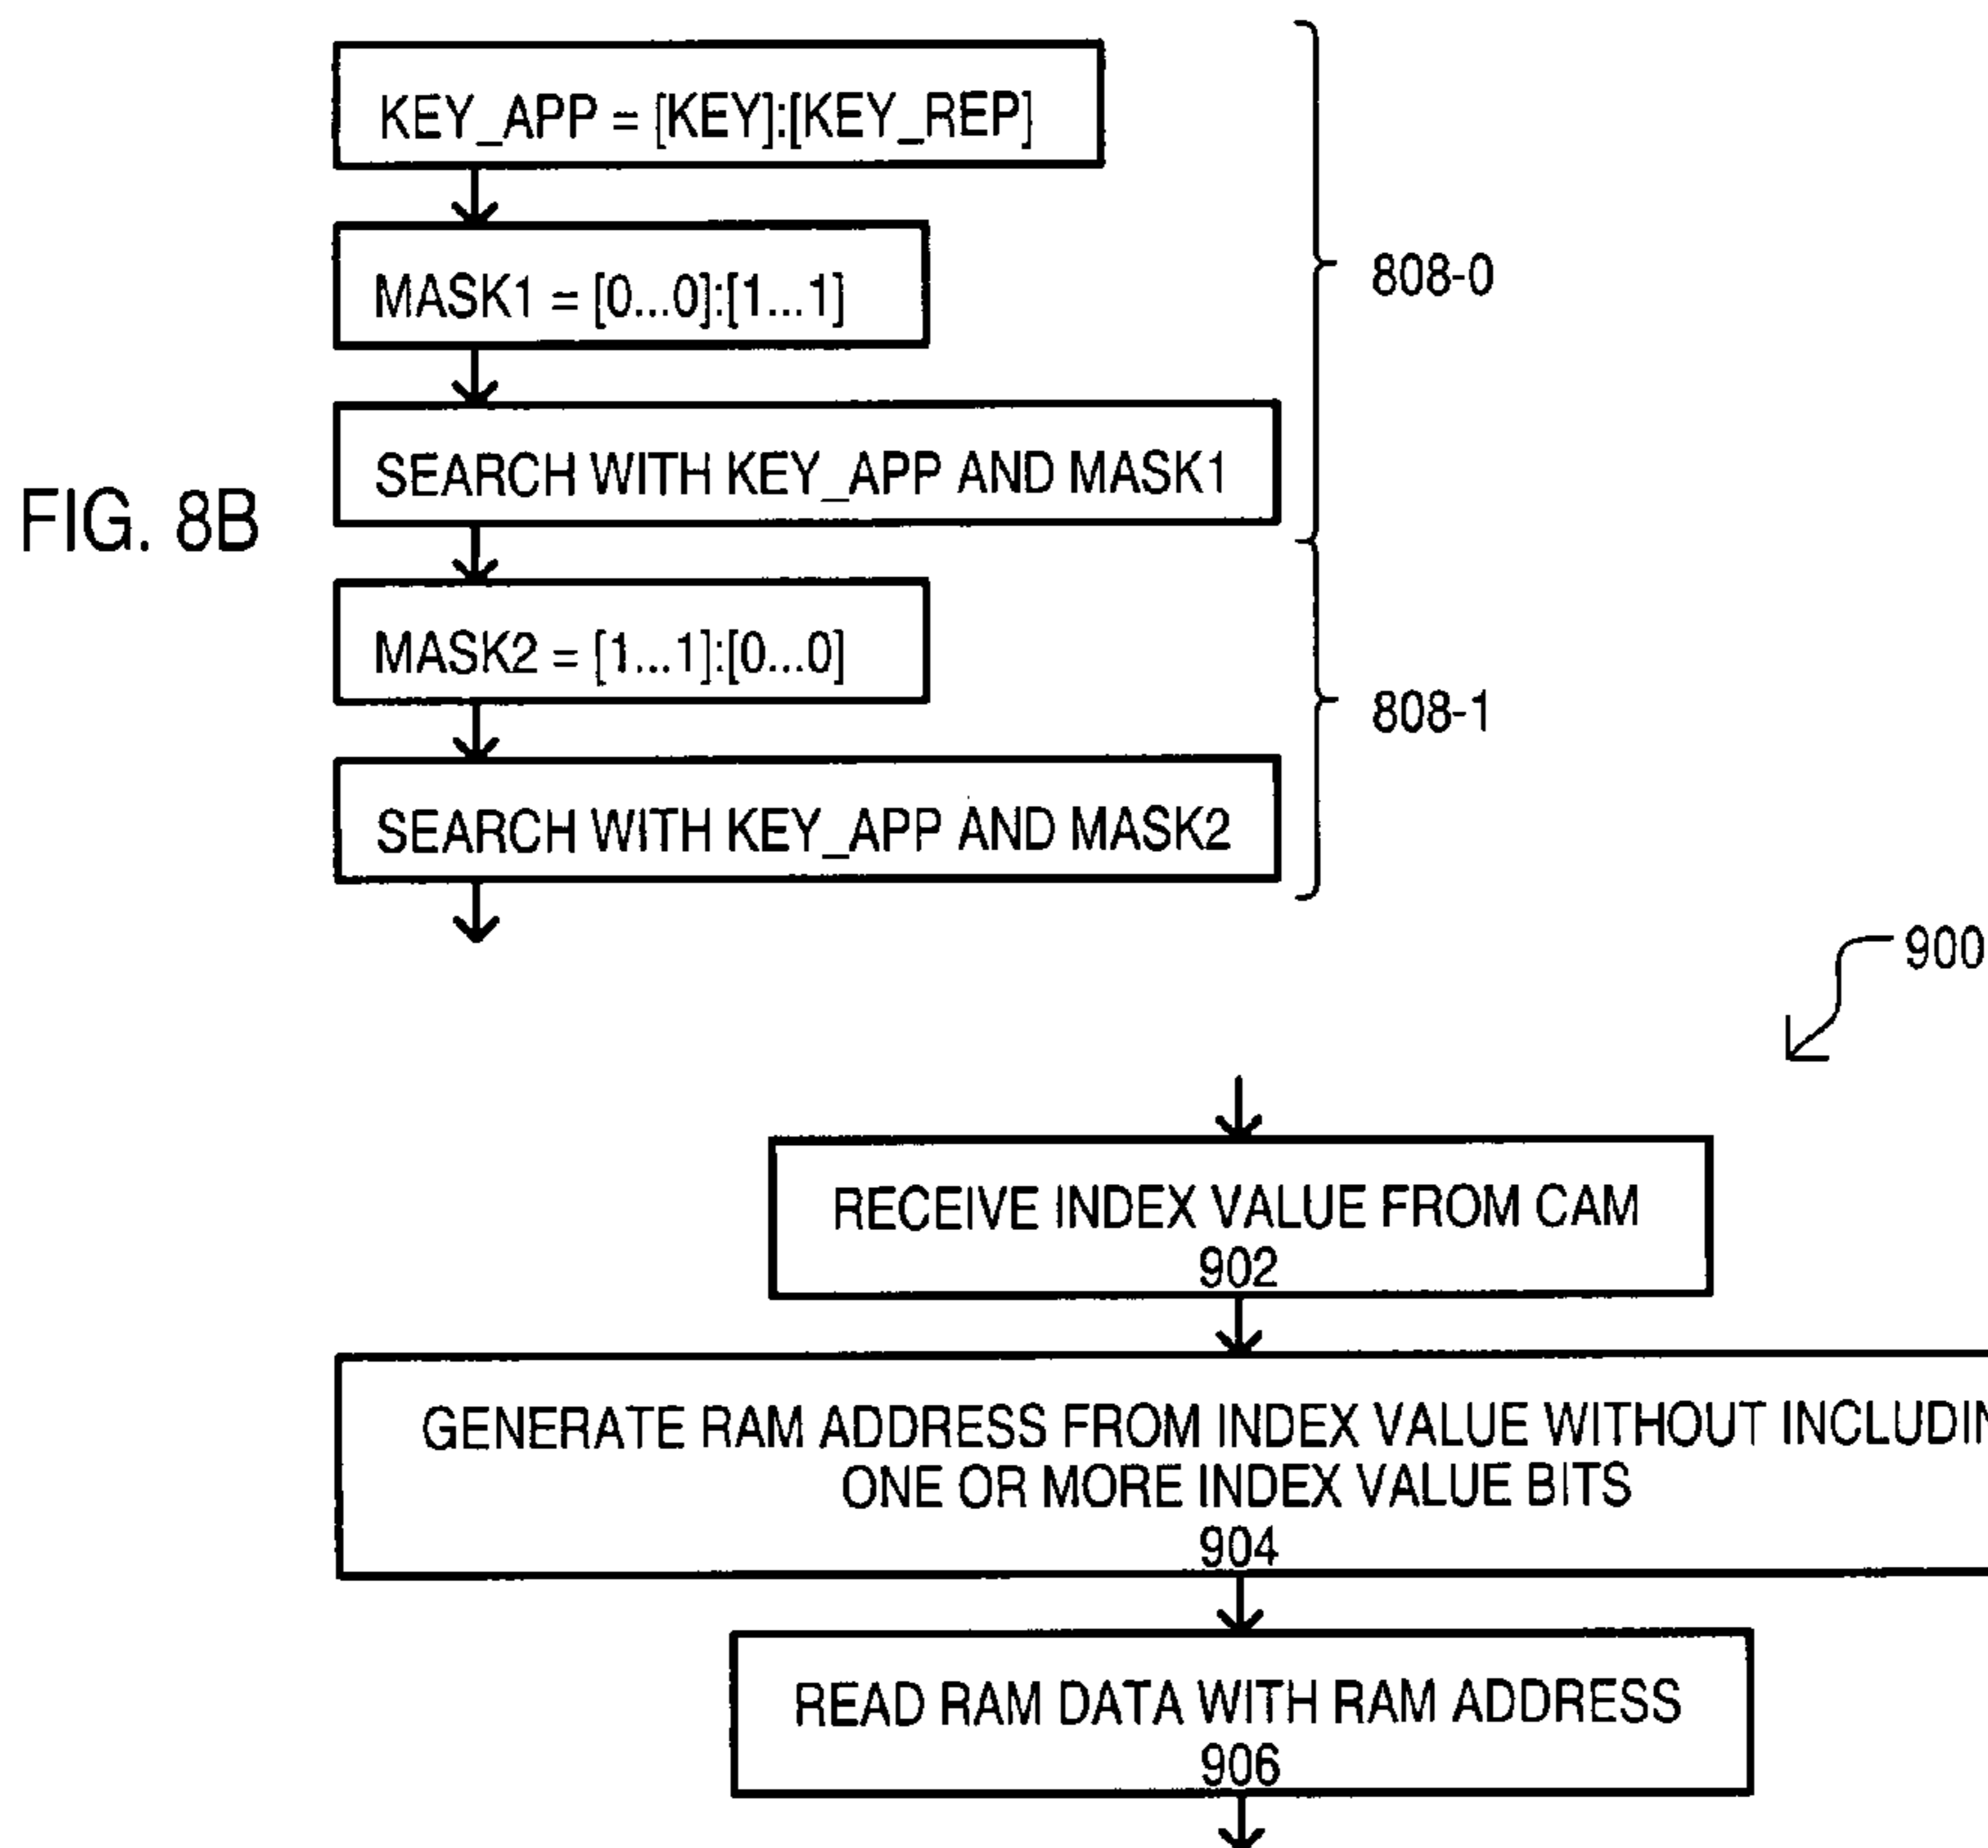 KEY_APP = [KEY]:[KEY_REP]
MASK1 = [0...0]:[1...1]
808-0
SEARCH WITH KEY_APP AND MASK1
FIG. 8B
MASK2 = [1...1]:[0...0]
808-1
SEARCH WITH KEY_APP AND MASK2
900
RECEIVE INDEX VALUE FROM CAM
902
GENERATE RAM ADDRESS FROM INDEX VALUE WITHOUT INCLUDIN
ONE OR MORE INDEX VALUE BITS
904
READ RAM DATA WITH RAM ADDRESS
906